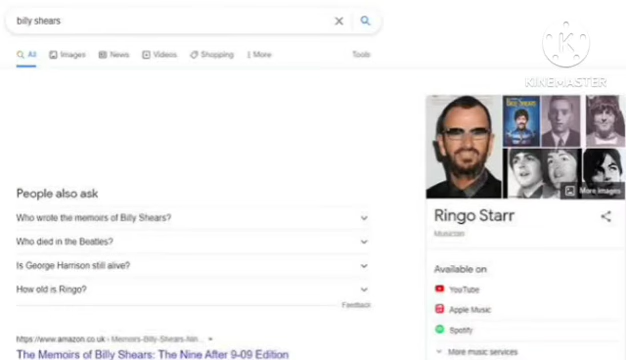 billy shears
All Images News Videos Shopping More Tools
KINEMASTER
More images
People also ask
Who wrote the memoirs of Billy Shears?
Who died in the Beatles?
Is George Harrison still alive?
How old is Ringo?
Feedback
https://www.amazon.co.uk › Memoirs-Billy-Shears-Nin...
The Memoirs of Billy Shears: The Nine After 9-09 Edition
Ringo Starr
Musician
Available on
YouTube
Apple Music
Spotify
More music services